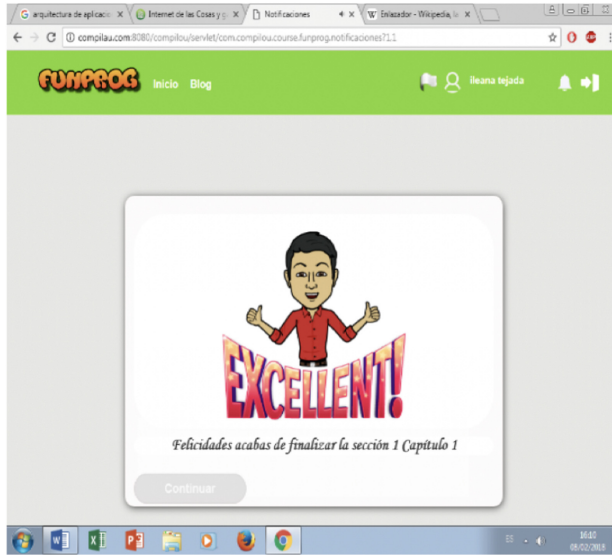 arquitectura de aplicaci
Internet de las Cosas y g
Notificaciones
Enlazador - Wikipedia, la
compilau.com:8080/compilou/servlet/com.compilou.course.funprog.notificaciones?1,1
FUNPROG
Inicio
Blog
ileana tejada
EXCELLENT!
Felicidades acabas de finalizar la sección 1 Capítulo 1
Continuar
ES
16:10
08/02/2018